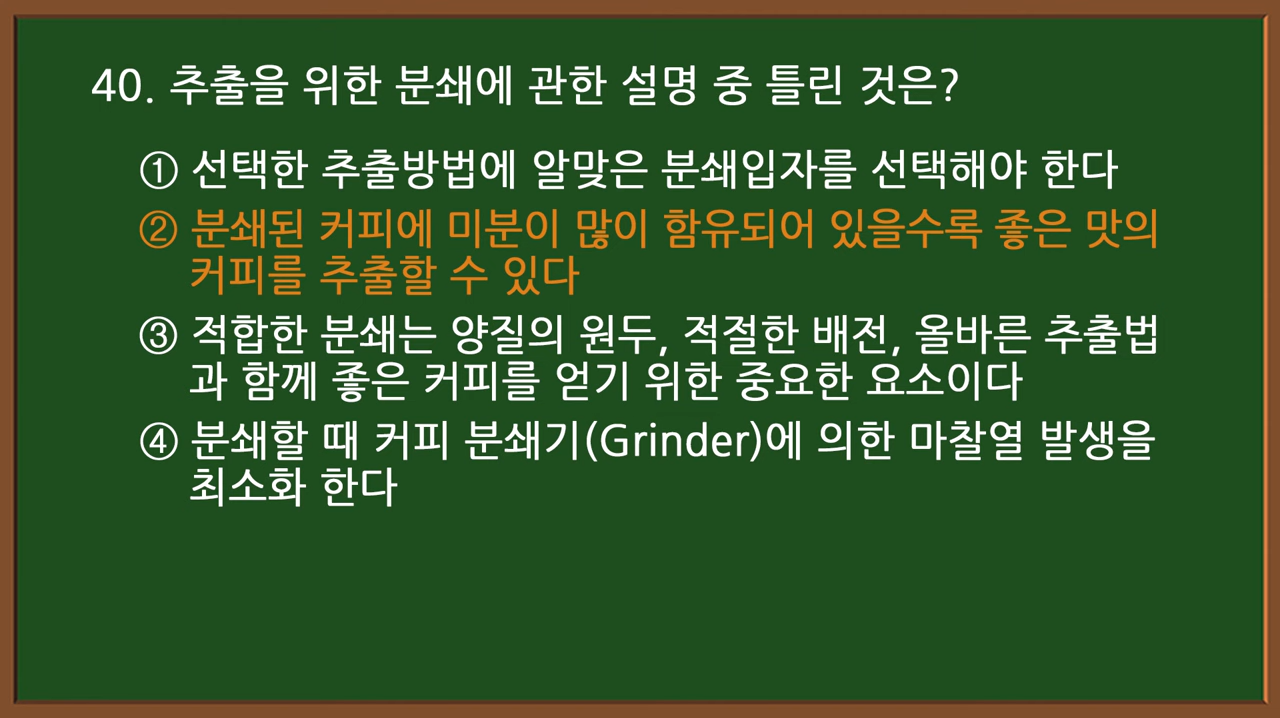 40. 추출을 위한 분쇄에 관한 설명 중 틀린 것은?
① 선택한 추출방법에 알맞은 분쇄입자를 선택해야 한다
② 분쇄된 커피에 미분이 많이 함유되어 있을수록 좋은 맛의
커피를 추출할 수 있다
③ 적합한 분쇄는 양질의 원두, 적절한 배전, 올바른 추출법
과 함께 좋은 커피를 얻기 위한 중요한 요소이다
④ 분쇄할 때 커피 분쇄기(Grinder)에 의한 마찰열 발생을
최소화 한다